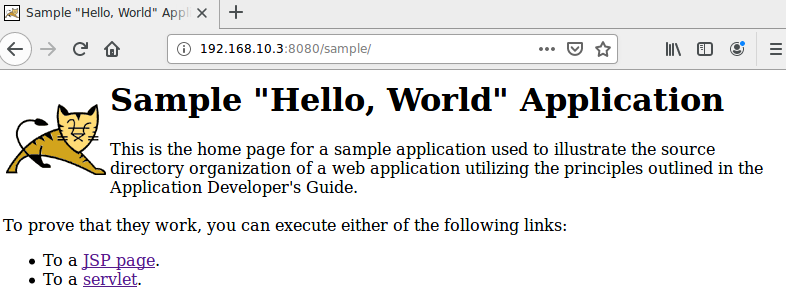 Sample "Hello, World" Appl
192.168.10.3:8080/sample/
Sample "Hello, World" Application
This is the home page for a sample application used to illustrate the source
directory organization of a web application utilizing the principles outlined in the
Application Developer's Guide.
To prove that they work, you can execute either of the following links:
• To a JSP page.
• To a servlet.